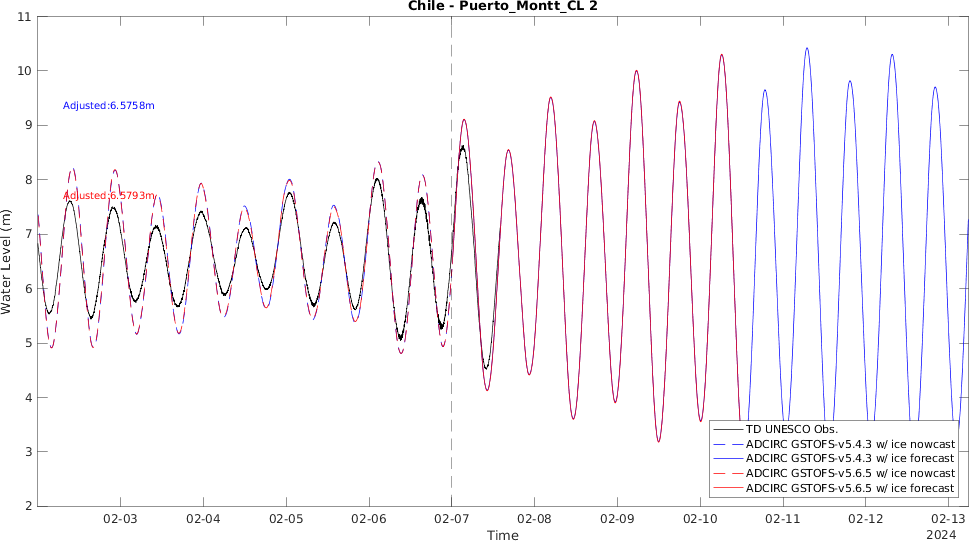 Chile - Puerto_Montt_CL 2
11
10
9
8
7
6
5
4
3
2
Water Level (m)
Adjusted:6.5758m
Adjusted:6.5793m
TD UNESCO Obs.
ADCIRC GSTOFS-v5.4.3 w/ ice nowcast
ADCIRC GSTOFS-v5.4.3 w/ ice forecast
ADCIRC GSTOFS-v5.6.5 w/ ice nowcast
ADCIRC GSTOFS-v5.6.5 w/ ice forecast
02-03 02-04 02-05 02-06 02-07 02-08 02-09 02-10 02-11 02-12 02-13
Time 2024